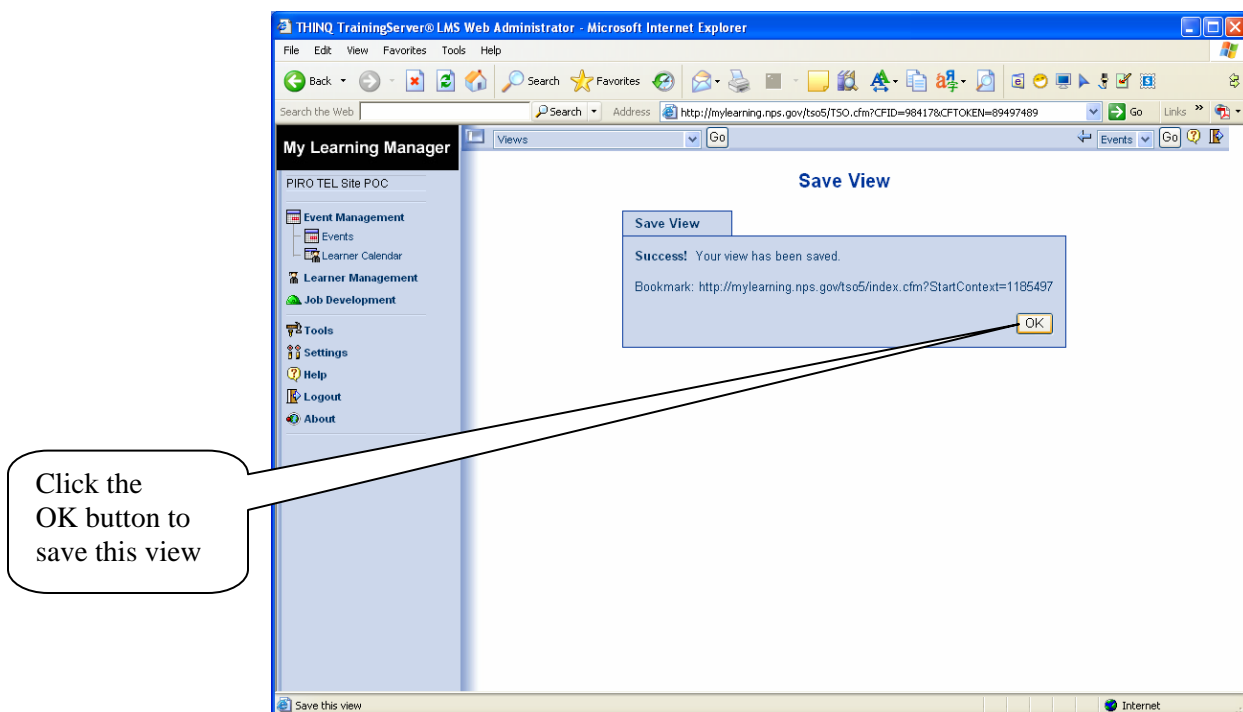 THINQ TrainingServer® LMS Web Administrator - Microsoft Internet Explorer
File Edit View Favorites Tools Help
Back Search Favorites
Search the Web Search Address http://mylearning.nps.gov/tso5/TSO.cfm?CFID=98417&CFTOKEN=89497489 Go Links »
My Learning Manager
Views Go Events Go
PIRO TEL Site POC
Save View
Event Management
Events
Learner Calendar
Learner Management
Job Development
Tools
Settings
Help
Logout
About
Save View
Success! Your view has been saved.
Bookmark: http://mylearning.nps.gov/tso5/index.cfm?StartContext=1185497
OK
Click the
OK button to
save this view
Save this view Internet